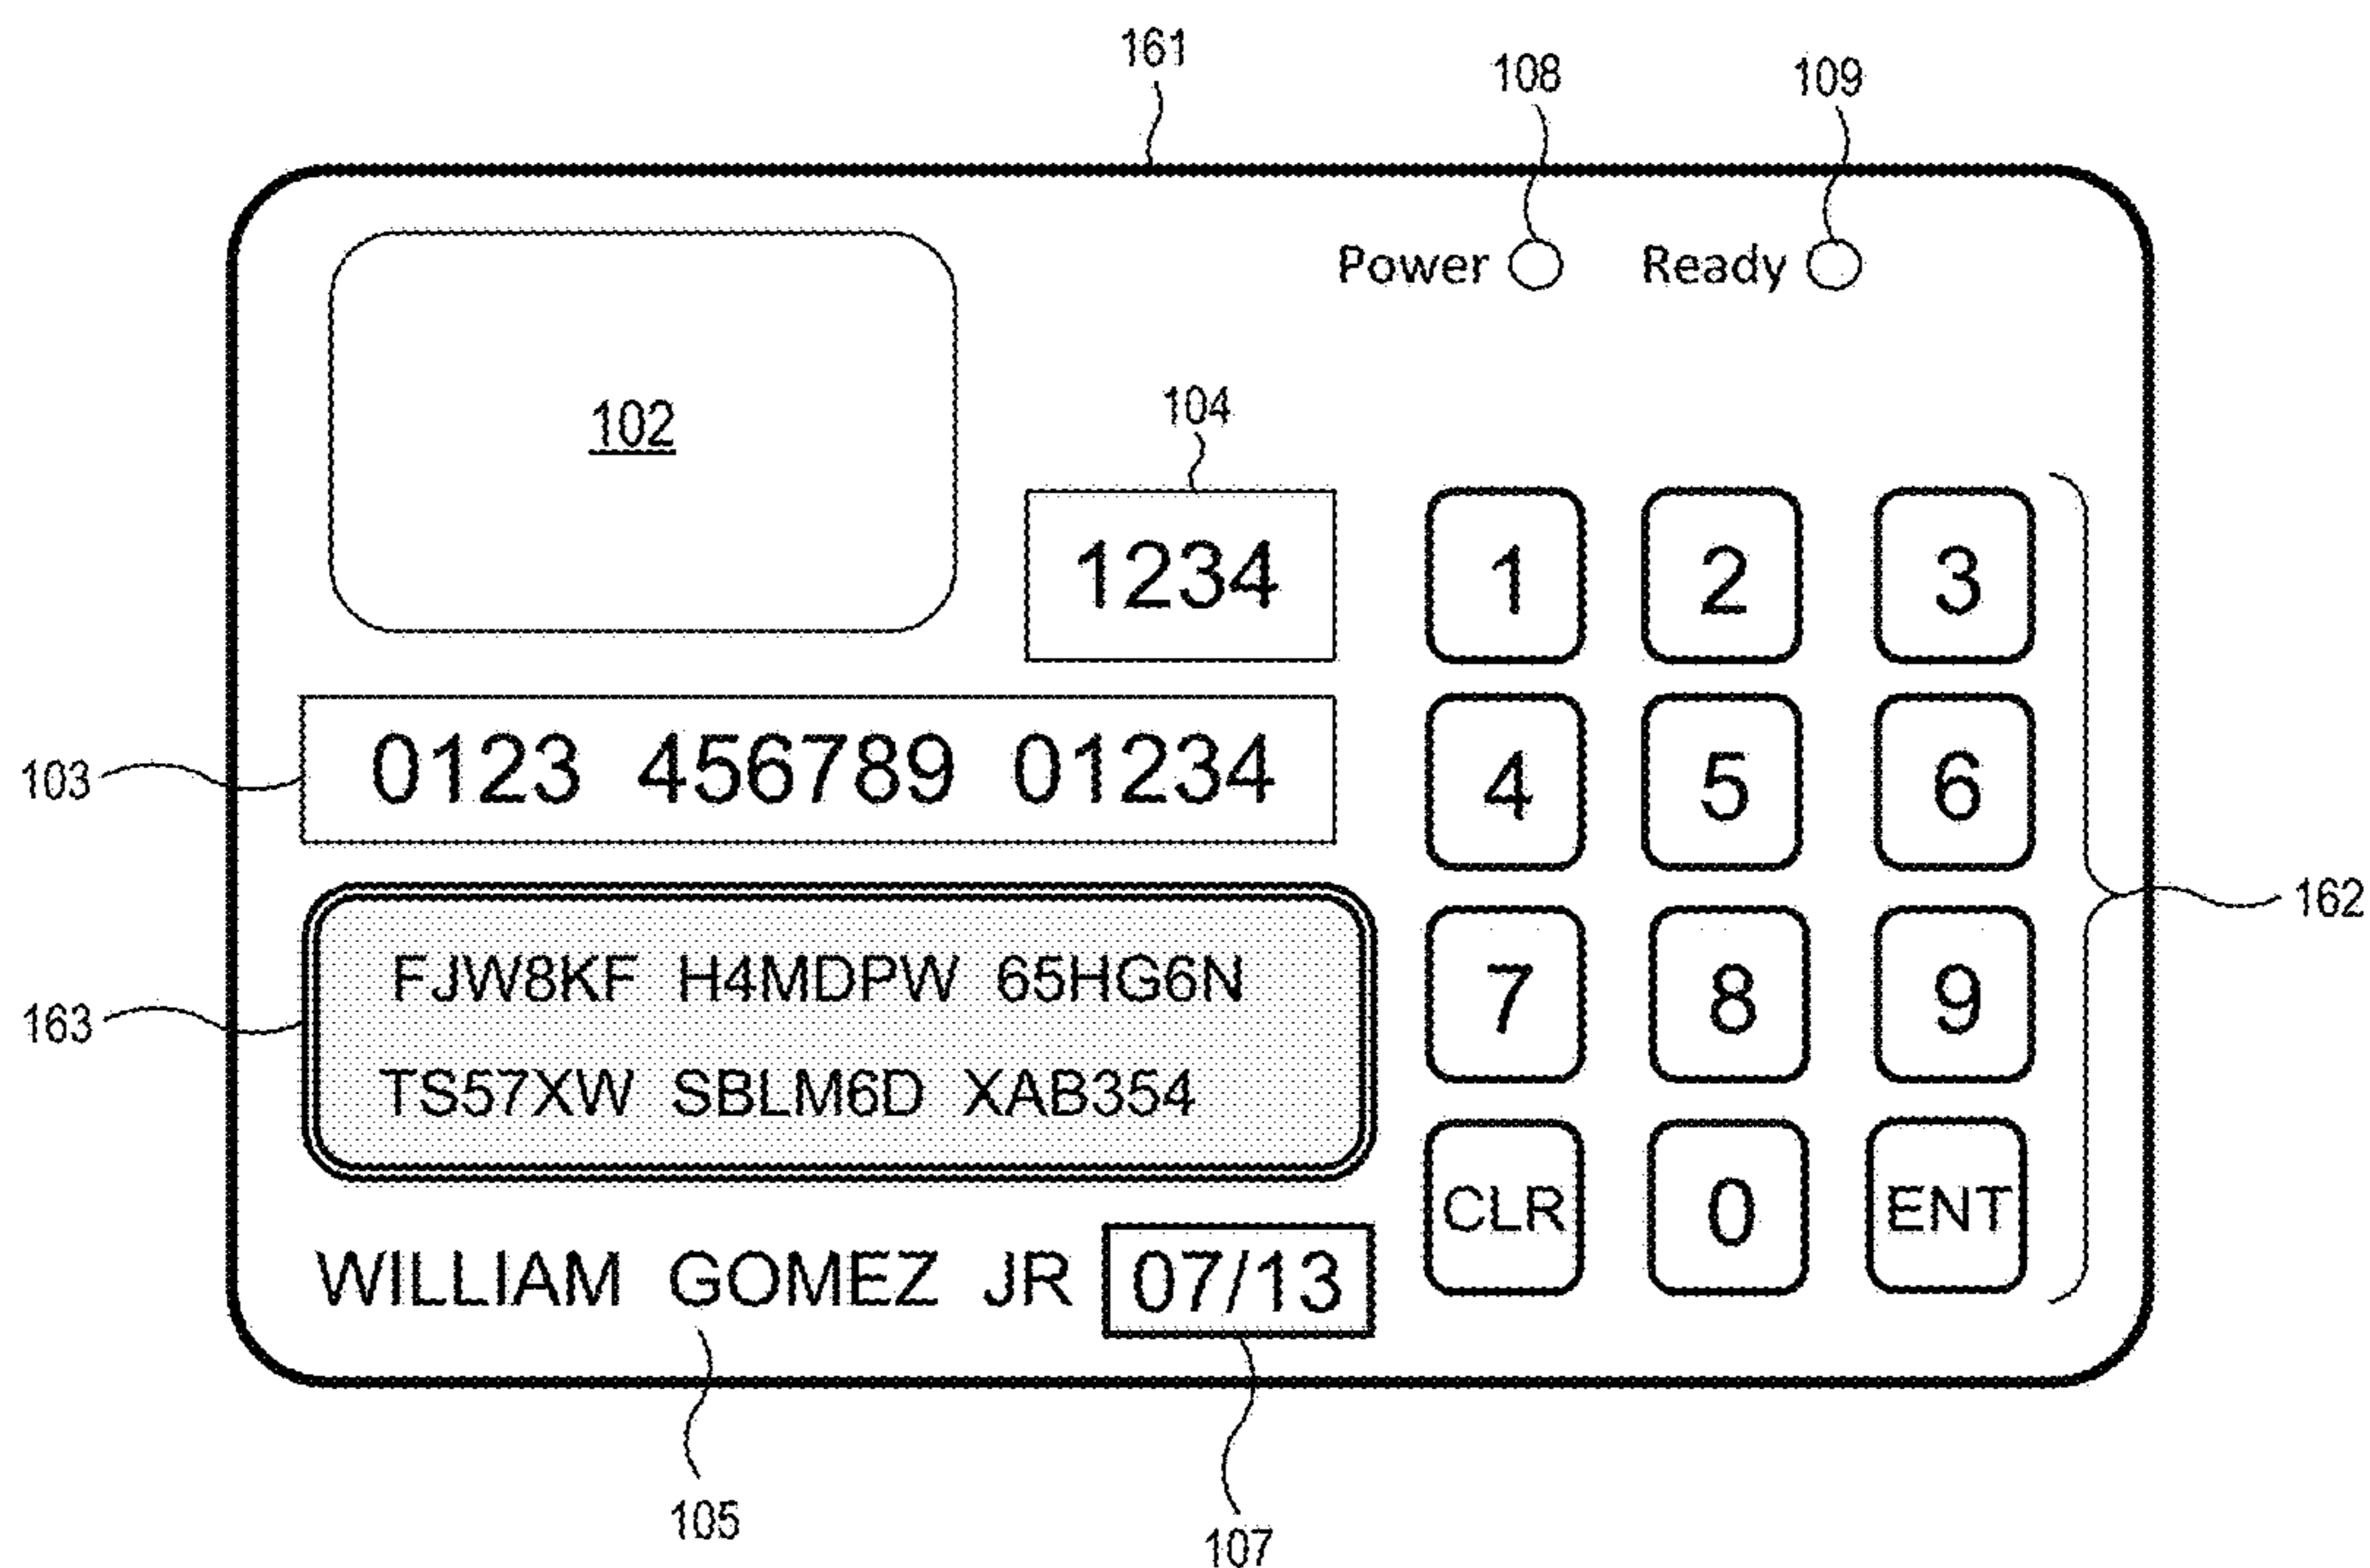 161
108
109
Power
Ready
102
104
1234
1 2 3
103
0123 456789 01234
4 5 6
162
163
FJW8KF H4MDPW 65HG6N
7 8 9
TS57XW SBLM6D XAB354
CLR 0 ENT
WILLIAM GOMEZ JR 07/13
105
107